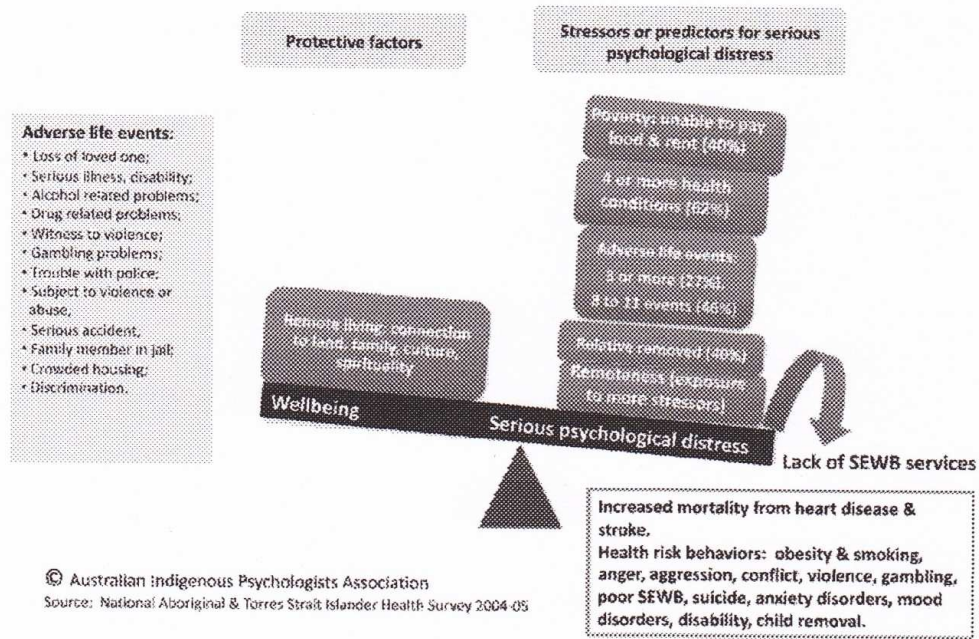 Protective factors
Stressors or predictors for serious
psychological distress
Adverse life events:
• Loss of loved one;
• Serious illness, disability;
• Alcohol related problems;
• Drug related problems;
• Witness to violence;
• Gambling problems;
• Trouble with police;
• Subject to violence or
abuse,
• Serious accident,
• Family member in jail;
• Crowded housing;
• Discrimination.
Poverty: unable to pay
food & rent (40%)
4 or more health
conditions (62%)
Adverse life events:
3 or more (27%).
8 to 11 events (46%)
Relative removed (40%)
Remoteness (exposure
to more stressors)
Remote living: connection
to land, family, culture,
spirituality
Wellbeing
Serious psychological distress
Lack of SEWB services
Increased mortality from heart disease &
stroke,
Health risk behaviors: obesity & smoking,
anger, aggression, conflict, violence, gambling,
poor SEWB, suicide, anxiety disorders, mood
disorders, disability, child removal.
© Australian Indigenous Psychologists Association
Source: National Aboriginal & Torres Strait Islander Health Survey 2004-05